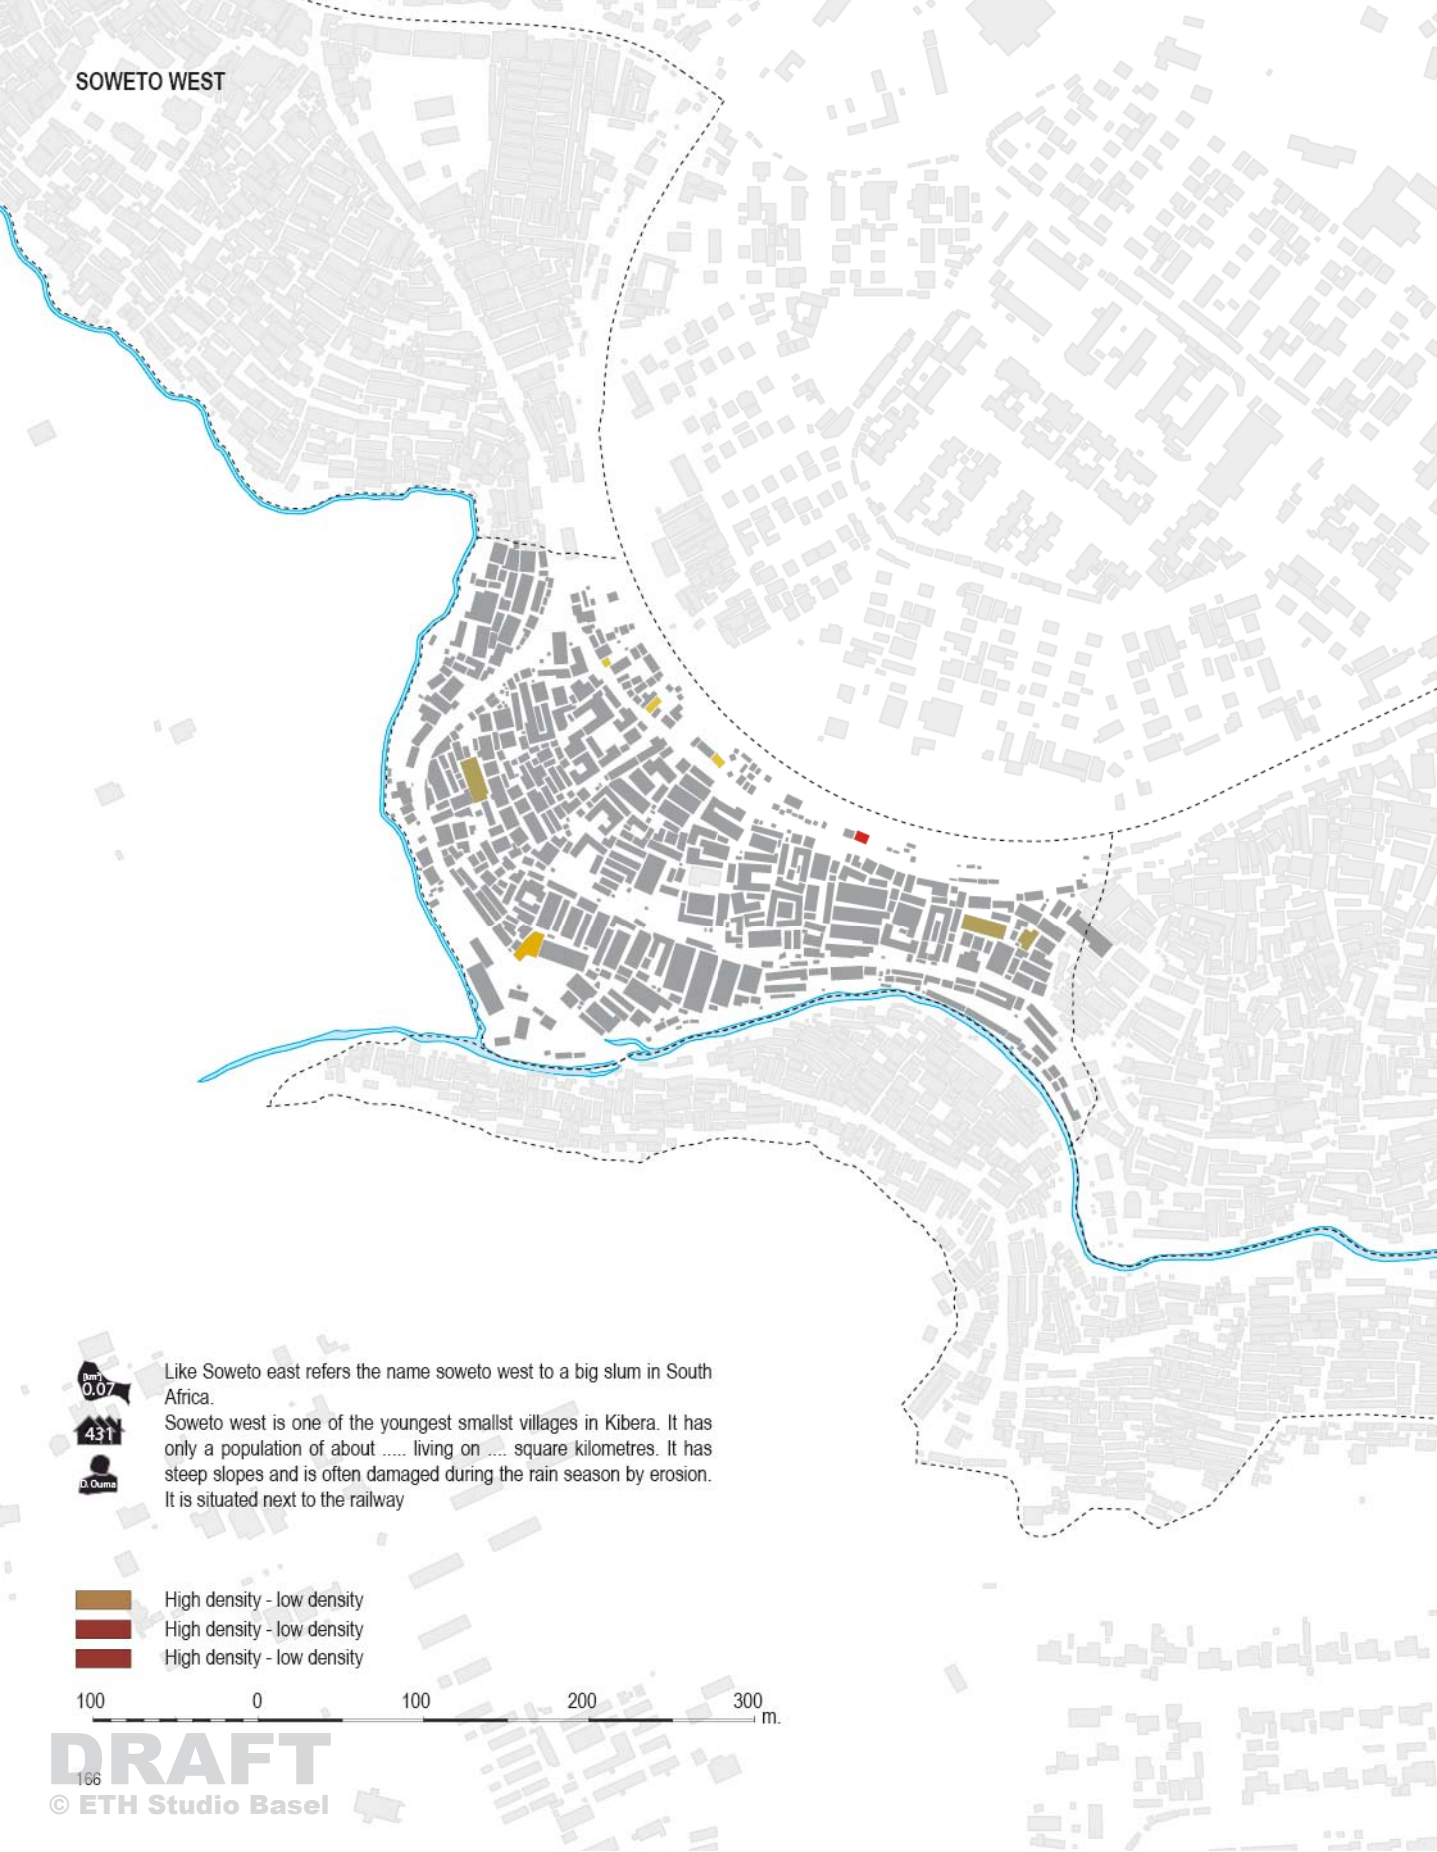 SOWETO WEST
[km²]
0.07
431
D. Ouma
Like Soweto east refers the name soweto west to a big slum in South
Africa.
Soweto west is one of the youngest smallst villages in Kibera. It has
only a population of about ..... living on .... square kilometres. It has
steep slopes and is often damaged during the rain season by erosion.
It is situated next to the railway
High density - low density
High density - low density
High density - low density
100 0 100 200 300 m.
DRAFT
166
© ETH Studio Basel